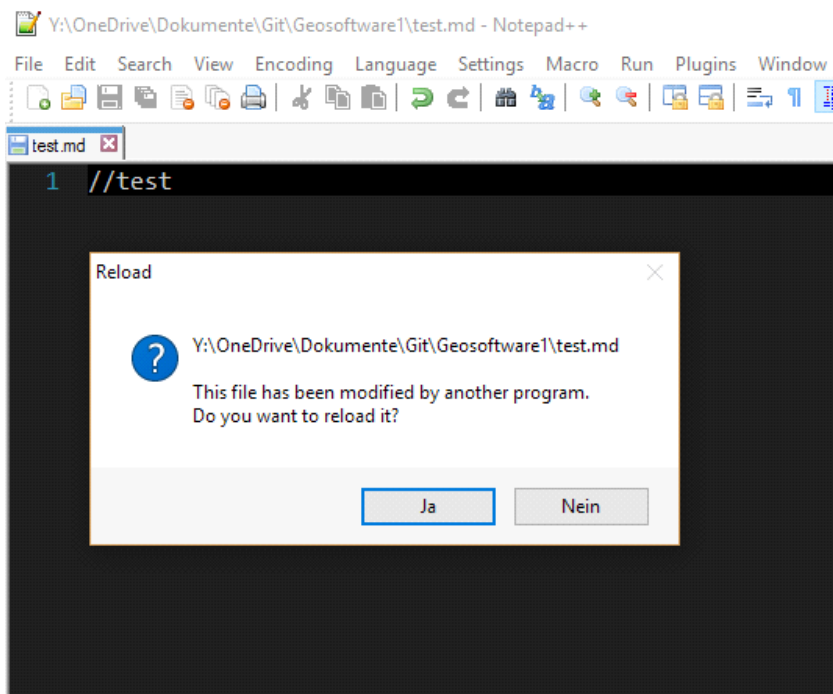 Y:\OneDrive\Dokumente\Git\Geosoftware1\test.md - Notepad++
File Edit Search View Encoding Language Settings Macro Run Plugins Window
test.md
1 //test
Reload
Y:\OneDrive\Dokumente\Git\Geosoftware1\test.md
This file has been modified by another program.
Do you want to reload it?
Ja Nein